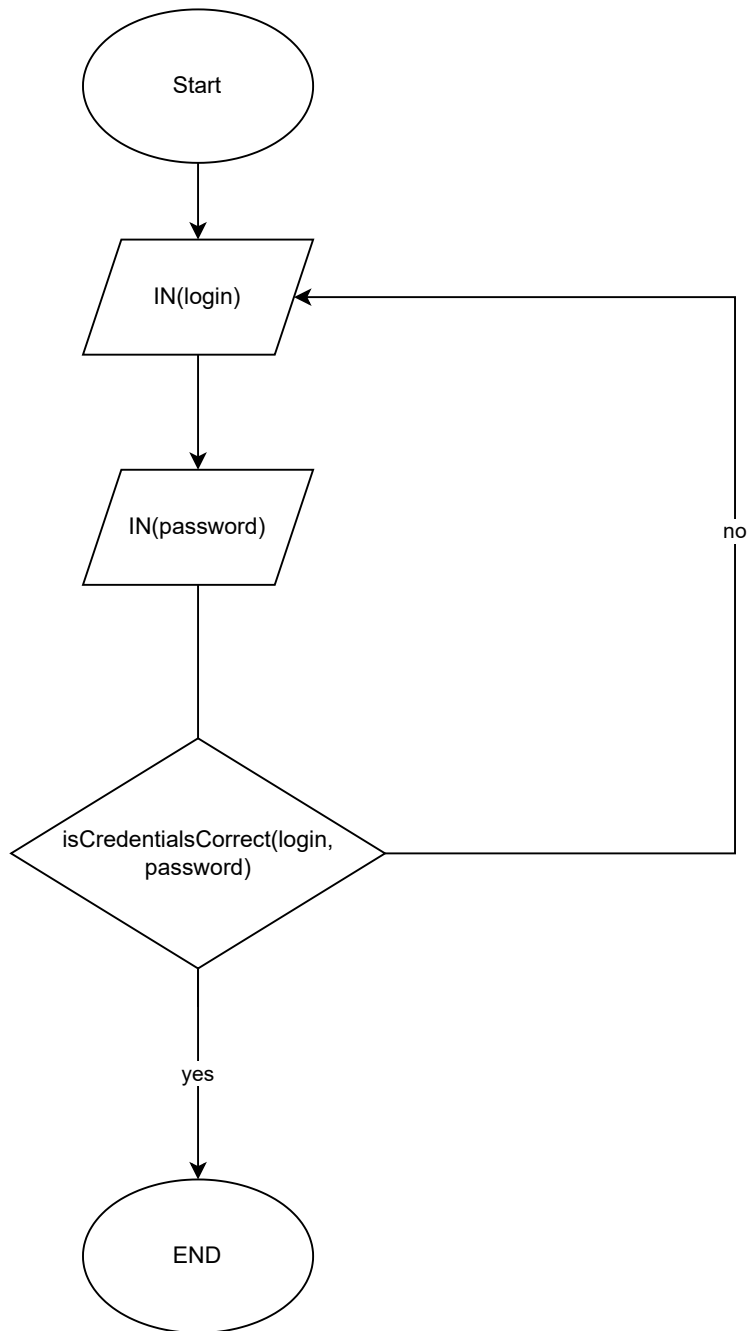 Start
IN(login)
IN(password)
no
isCredentialsCorrect(login,
password)
yes
END